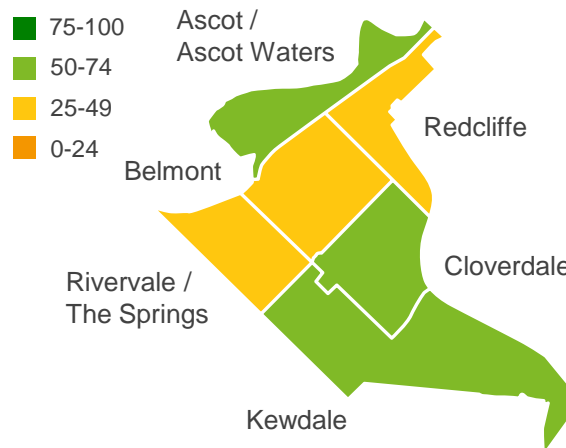 75-100
50-74
25-49
0-24
Ascot /
Ascot Waters
Redcliffe
Belmont
Cloverdale
Rivervale /
The Springs
Kewdale